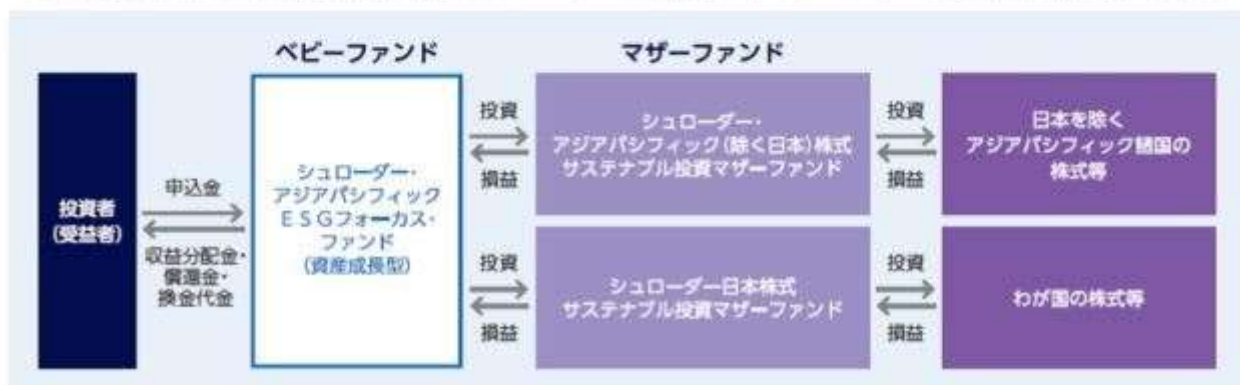 ベビーファンド
マザーファンド
投資者
(受益者)
申込金
収益分配金・
償還金・
換金代金
シュローダー・
アジアパシフィック
ESGフォーカス・
ファンド
(資産成長型)
投資
損益
シュローダー・
アジアパシフィック(除く日本)株式
サステナブル投資マザーファンド
投資
損益
日本を除く
アジアパシフィック諸国の
株式等
投資
損益
シュローダー日本株式
サステナブル投資マザーファンド
投資
損益
わが国の株式等